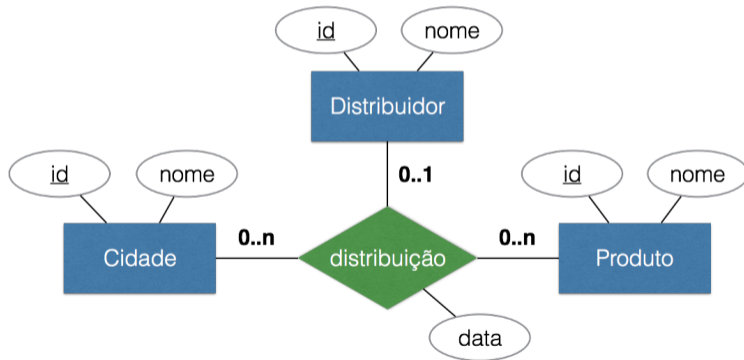 id
nome
Distribuidor
0..1
id
nome
id
nome
0..n
0..n
Cidade
distribuição
Produto
data